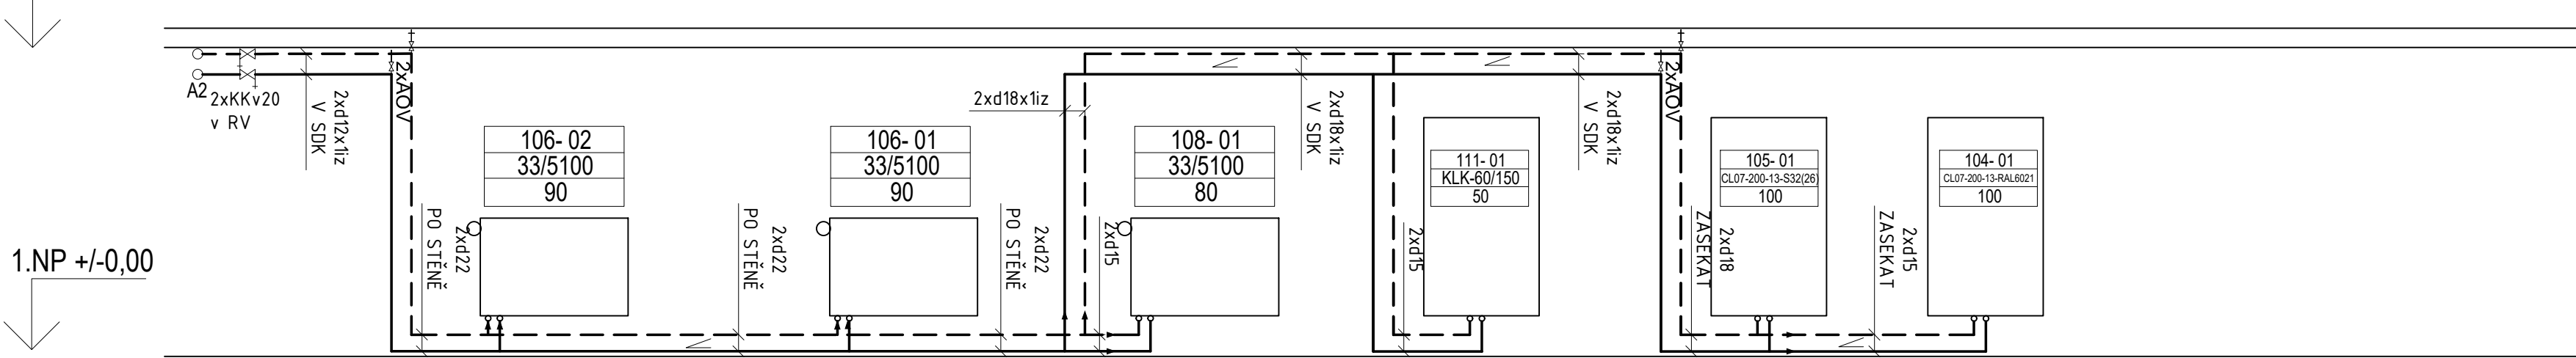 A2
2xKKv20
v RV
2xd12x1iz
V SDK
2xAOV
106- 02
33/5100
90
106- 01
33/5100
90
2xd18x1iz
108- 01
33/5100
80
2xd18x1iz
V SDK
111- 01
KLK-60/150
50
2xd18x1iz
V SDK
2xAOV
105- 01
CL07-200-13-S32(26)
100
104- 01
CL07-200-13-RAL6021
100
1.NP +/-0,00
2xd22
PO STĚNĚ
2xd22
PO STĚNĚ
2xd22
PO STĚNĚ
2xd15
2xd15
2xd18
ZASEKAT
2xd15
ZASEKAT